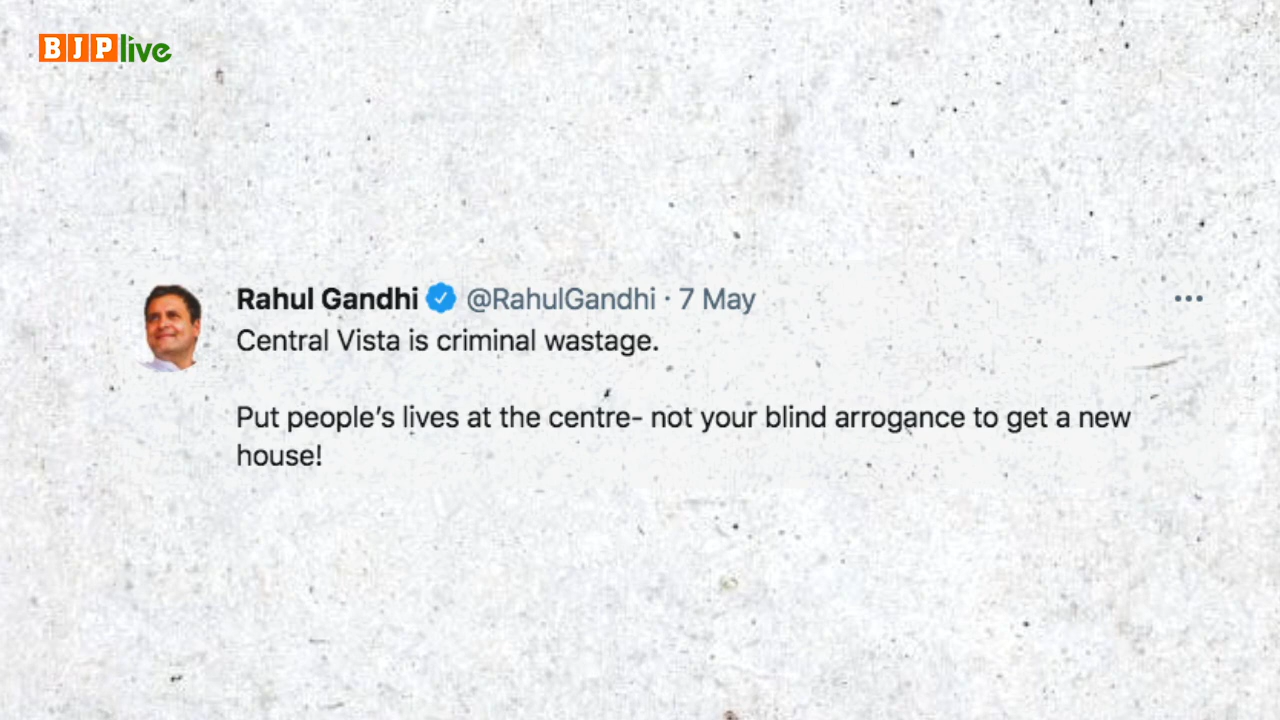 BJPlive
Rahul Gandhi @RahulGandhi · 7 May
Central Vista is criminal wastage.
Put people's lives at the centre- not your blind arrogance to get a new
house!